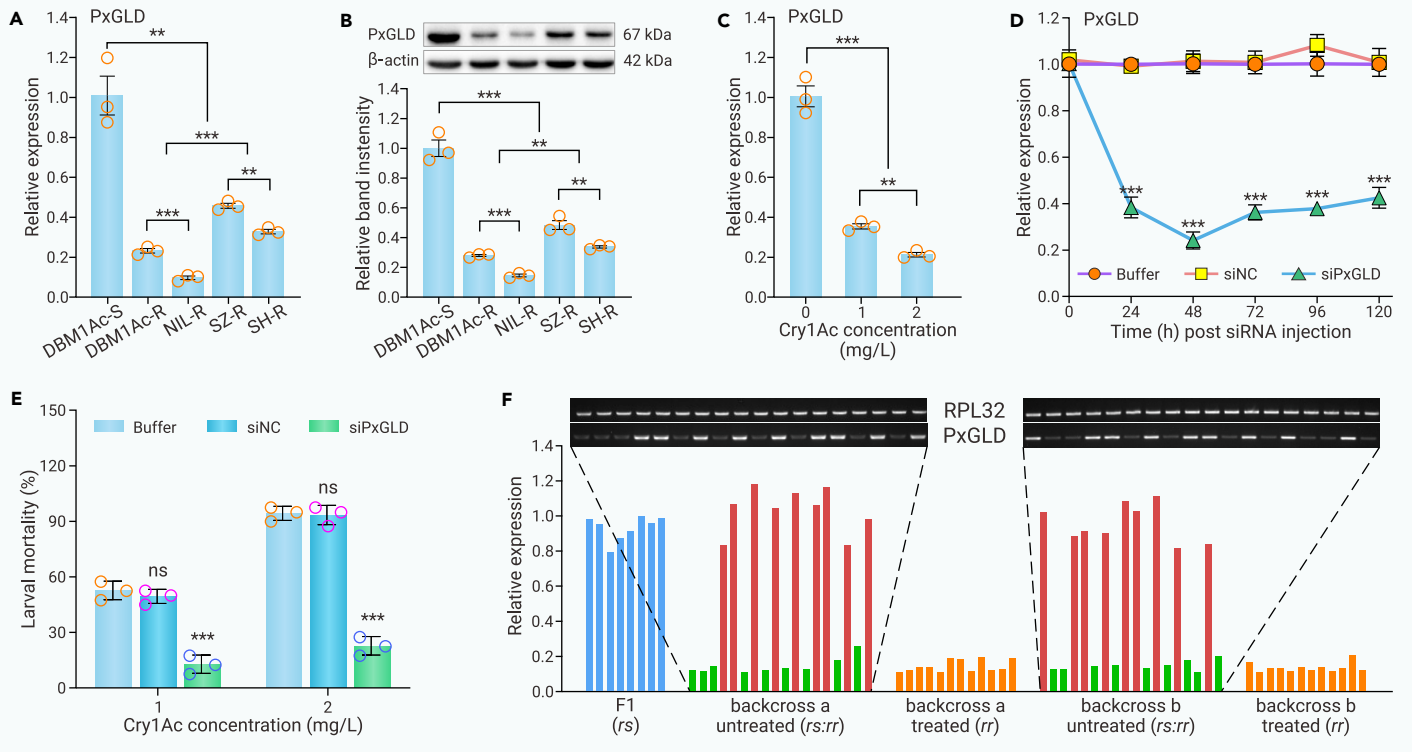 A
PxGLD
Relative expression
1.4
1.2
1.0
0.8
0.6
0.4
0.2
0.0
**
***
**
***
DBM1Ac-S
DBM1Ac-R
NIL-R
SZ-R
SH-R
B
PxGLD
67 kDa
β-actin
42 kDa
Relative band instensity
1.4
1.2
1.0
0.8
0.6
0.4
0.2
0.0
***
**
**
***
DBM1Ac-S
DBM1Ac-R
NIL-R
SZ-R
SH-R
C
PxGLD
Relative expression
1.4
1.2
1.0
0.8
0.6
0.4
0.2
0.0
***
**
0
1
2
Cry1Ac concentration
(mg/L)
D
PxGLD
Relative expression
1.2
1.0
0.8
0.6
0.4
0.2
0.0
***
***
***
***
***
Buffer
siNC
siPxGLD
0
24
48
72
96
120
Time (h) post siRNA injection
E
Larval mortality (%)
150
120
90
60
30
0
Buffer
siNC
siPxGLD
ns
***
ns
***
1
2
Cry1Ac concentration (mg/L)
F
RPL32
PxGLD
Relative expression
1.4
1.2
1.0
0.8
0.6
0.4
0.2
0.0
F1
(rs)
backcross a
untreated (rs:rr)
backcross a
treated (rr)
backcross b
untreated (rs:rr)
backcross b
treated (rr)